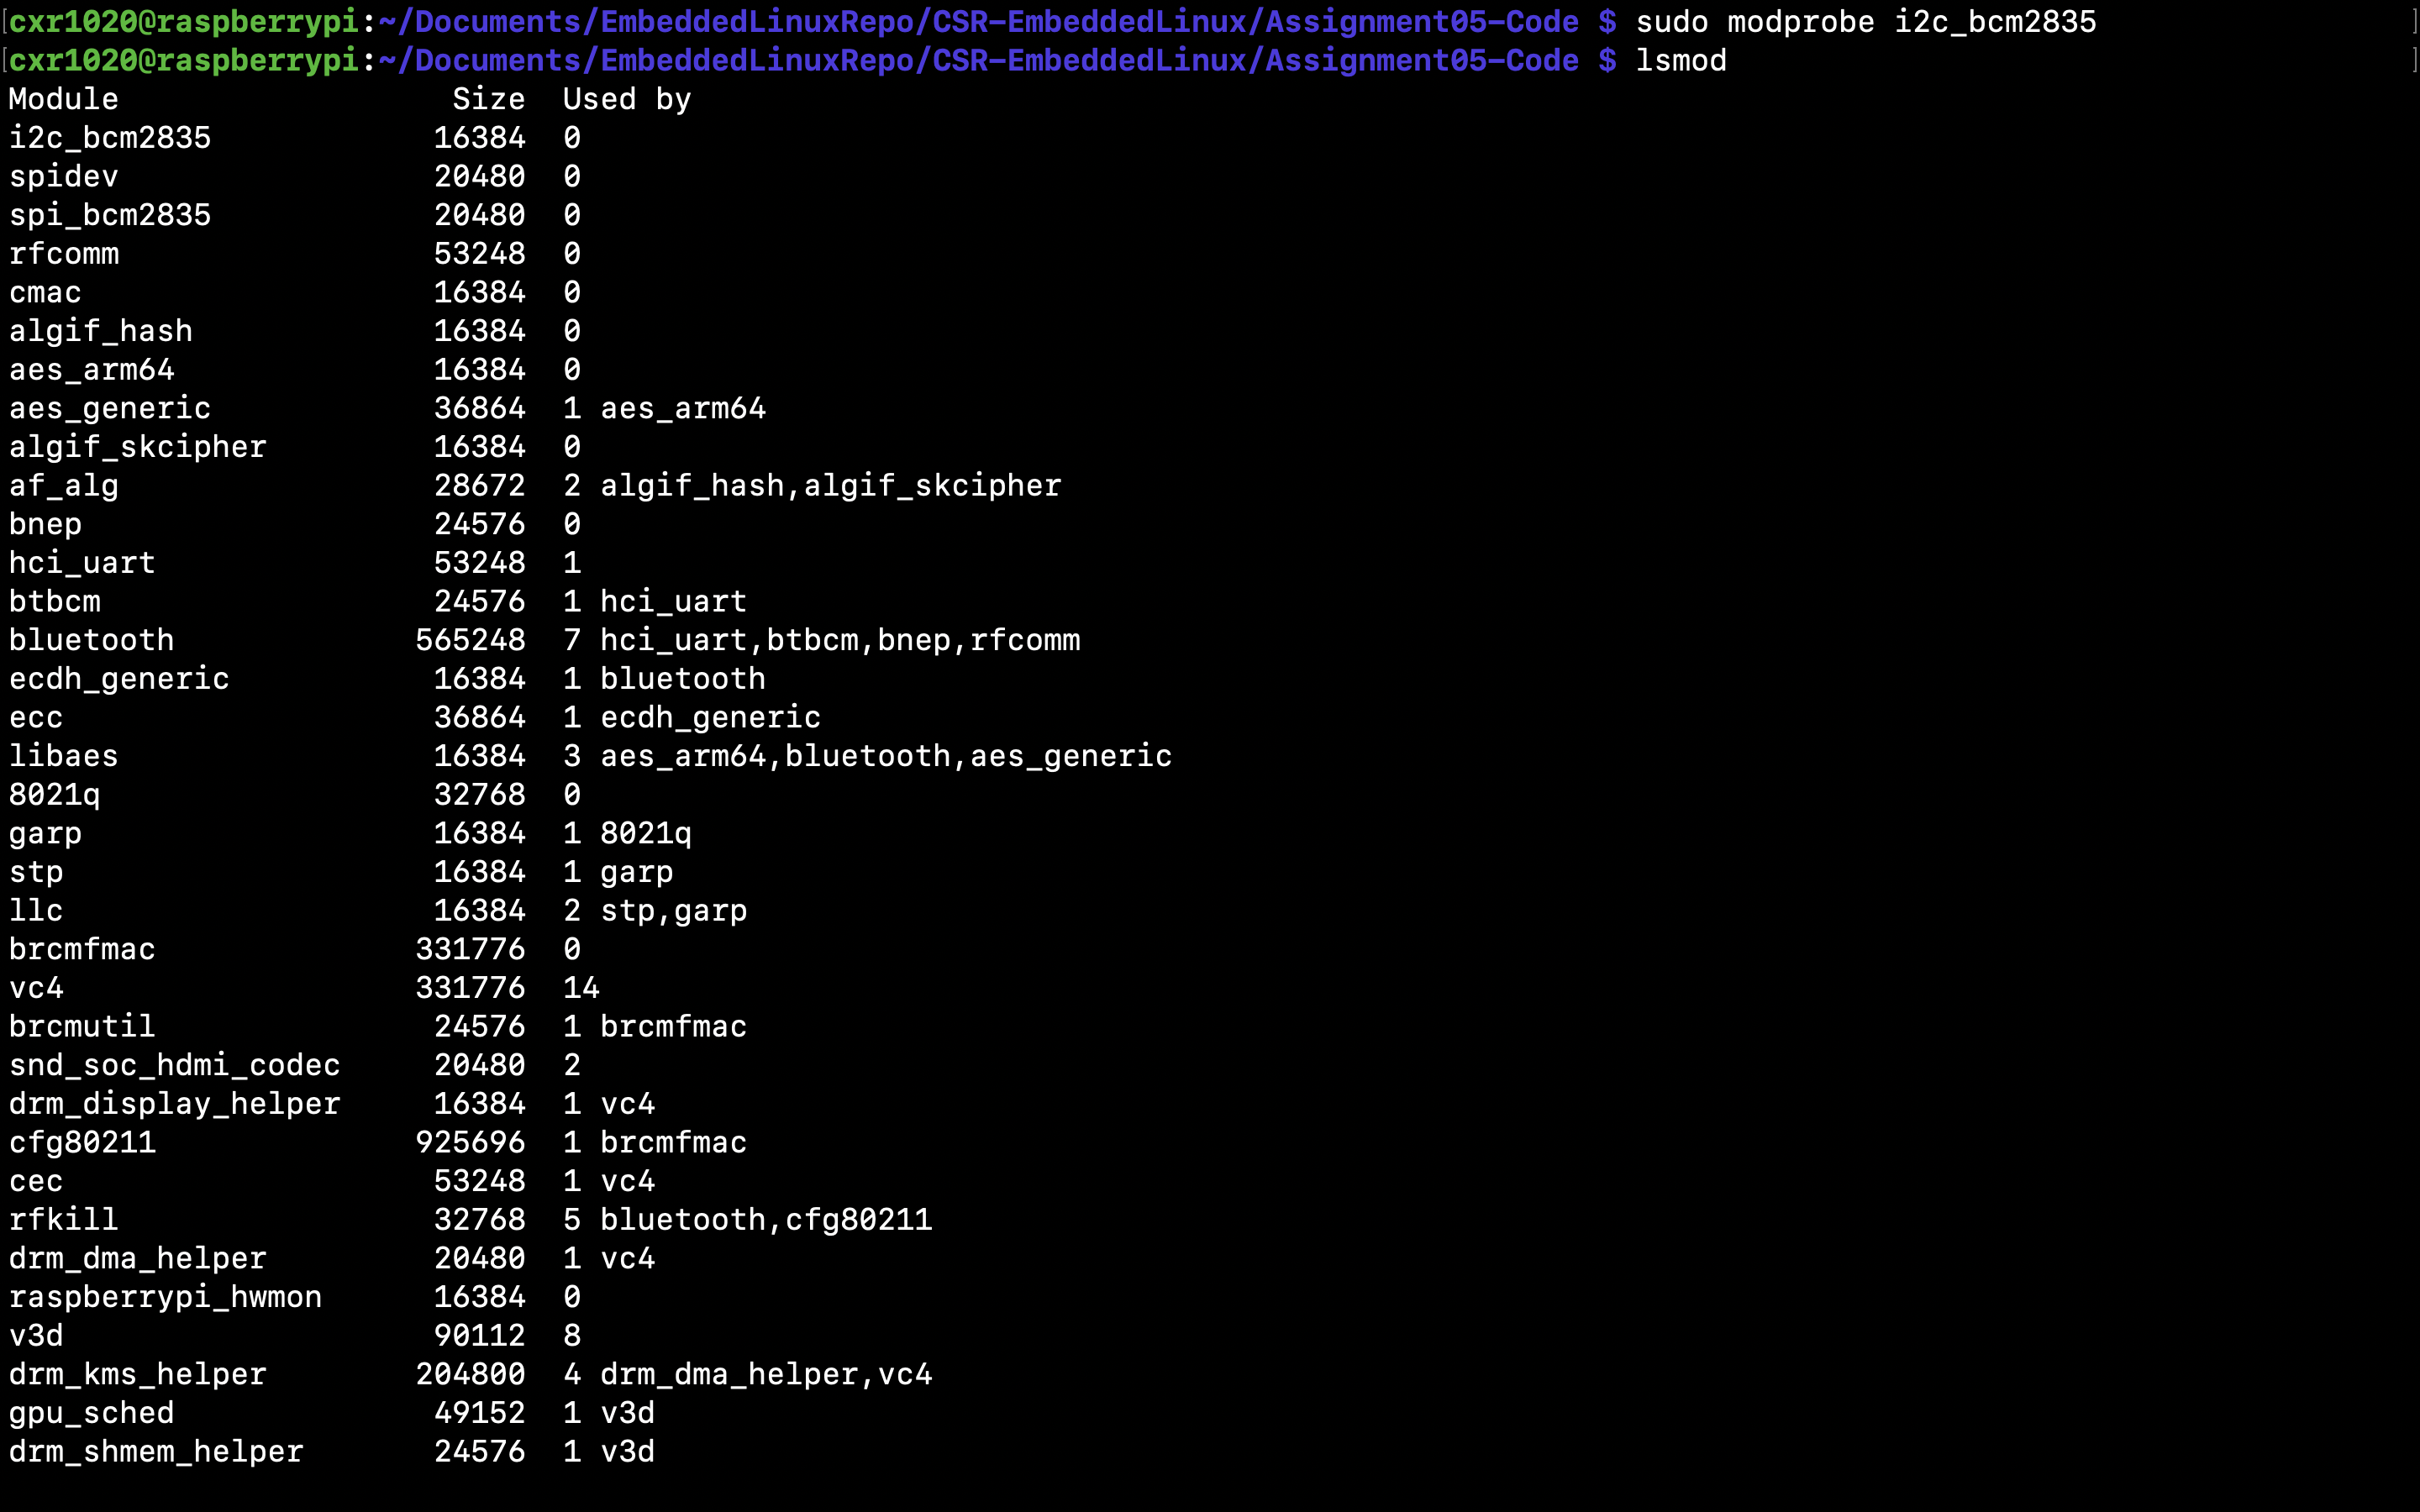 cxr1020@raspberrypi:~/Documents/EmbeddedLinuxRepo/CSR-EmbeddedLinux/Assignment05-Code $ sudo modprobe i2c_bcm2835
cxr1020@raspberrypi:~/Documents/EmbeddedLinuxRepo/CSR-EmbeddedLinux/Assignment05-Code $ lsmod
Module                  Size  Used by
i2c_bcm2835            16384  0
spidev                 20480  0
spi_bcm2835            20480  0
rfcomm                 53248  0
cmac                   16384  0
algif_hash             16384  0
aes_arm64              16384  0
aes_generic            36864  1 aes_arm64
algif_skcipher         16384  0
af_alg                 28672  2 algif_hash,algif_skcipher
bnep                   24576  0
hci_uart               53248  1
btbcm                  24576  1 hci_uart
bluetooth             565248  7 hci_uart,btbcm,bnep,rfcomm
ecdh_generic           16384  1 bluetooth
ecc                    36864  1 ecdh_generic
libaes                 16384  3 aes_arm64,bluetooth,aes_generic
8021q                  32768  0
garp                   16384  1 8021q
stp                    16384  1 garp
llc                    16384  2 stp,garp
brcmfmac              331776  0
vc4                   331776  14
brcmutil               24576  1 brcmfmac
snd_soc_hdmi_codec     20480  2
drm_display_helper     16384  1 vc4
cfg80211              925696  1 brcmfmac
cec                    53248  1 vc4
rfkill                 32768  5 bluetooth,cfg80211
drm_dma_helper         20480  1 vc4
raspberrypi_hwmon      16384  0
v3d                    90112  8
drm_kms_helper        204800  4 drm_dma_helper,vc4
gpu_sched              49152  1 v3d
drm_shmem_helper       24576  1 v3d